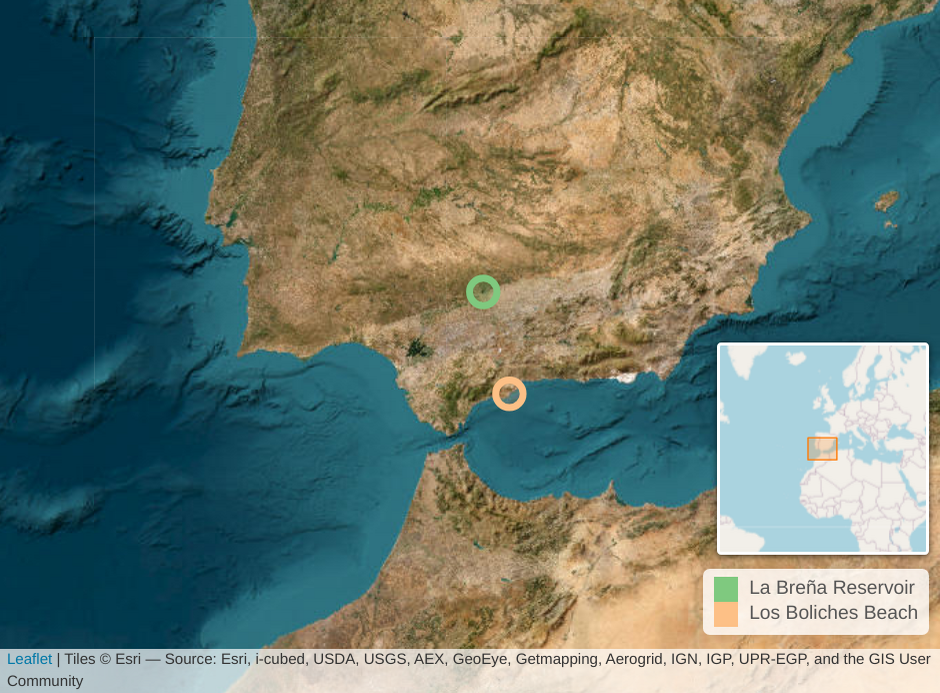 La Breña Reservoir
Los Boliches Beach
Leaflet | Tiles © Esri — Source: Esri, i-cubed, USDA, USGS, AEX, GeoEye, Getmapping, Aerogrid, IGN, IGP, UPR-EGP, and the GIS User
Community